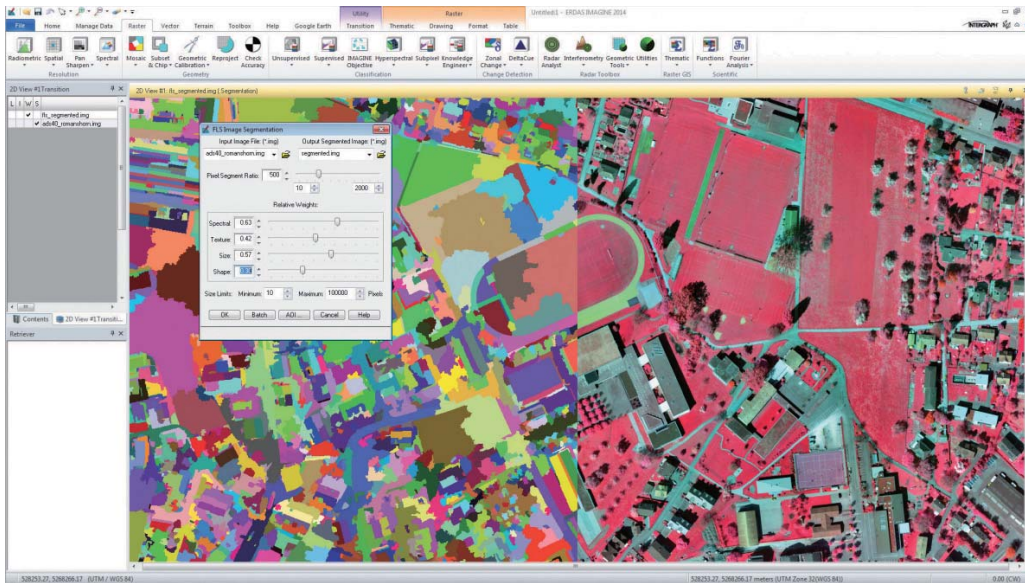 Utility Raster Untitled:1 - ERDAS IMAGINE 2014
File Home Manage Data Raster Vector Terrain Toolbox Help Google Earth Transition Thematic Drawing Format Table INTERGRAPH
Radiometric Spatial Pan Sharpen Spectral Mosaic Subset & Chip Geometric Calibration Reproject Check Accuracy Unsupervised Supervised IMAGINE Objective Hyperspectral Subpixel Knowledge Engineer Zonal Change DeltaCue Radar Analyst Interferometry Geometric Tools Utilities Thematic Functions Fourier Analysis
Resolution Geometry Classification Change Detection Radar Toolbox Raster GIS Scientific
2D View #1Transition
2D View #1: fls_segmented.img (Segmentation)
L I W S
fls_segmented.img
ads40_romanshorn.img
FLS Image Segmentation
Input Image File: (*.img) Output Segmented Image: (*.img)
ads40_romanshorn.img segmented.img
Pixel:Segment Ratio: 500
10 2000
Relative Weights:
Spectral: 0.63
Texture: 0.42
Size: 0.57
Shape:
Size Limits: Minimum: 10 Maximum: 100000 Pixels
OK Batch AOI ... Cancel Help
Contents 2D View #1Transiti...
Retriever
528253.27, 5268266.17 (UTM / WGS 84) 528253.27, 5268266.17 meters (UTM Zone 32(WGS 84)) 0.00 (CW)